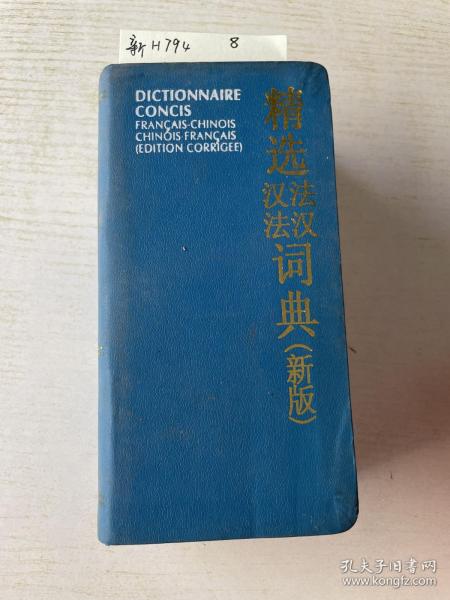 新H794 8
DICTIONNAIRE
CONCIS
FRANÇAIS-CHINOIS
CHINOIS-FRANÇAIS
(EDITION CORRIGEE)
精选
法汉
汉法
词典(新版)
孔夫子旧书网
www.kongfz.com